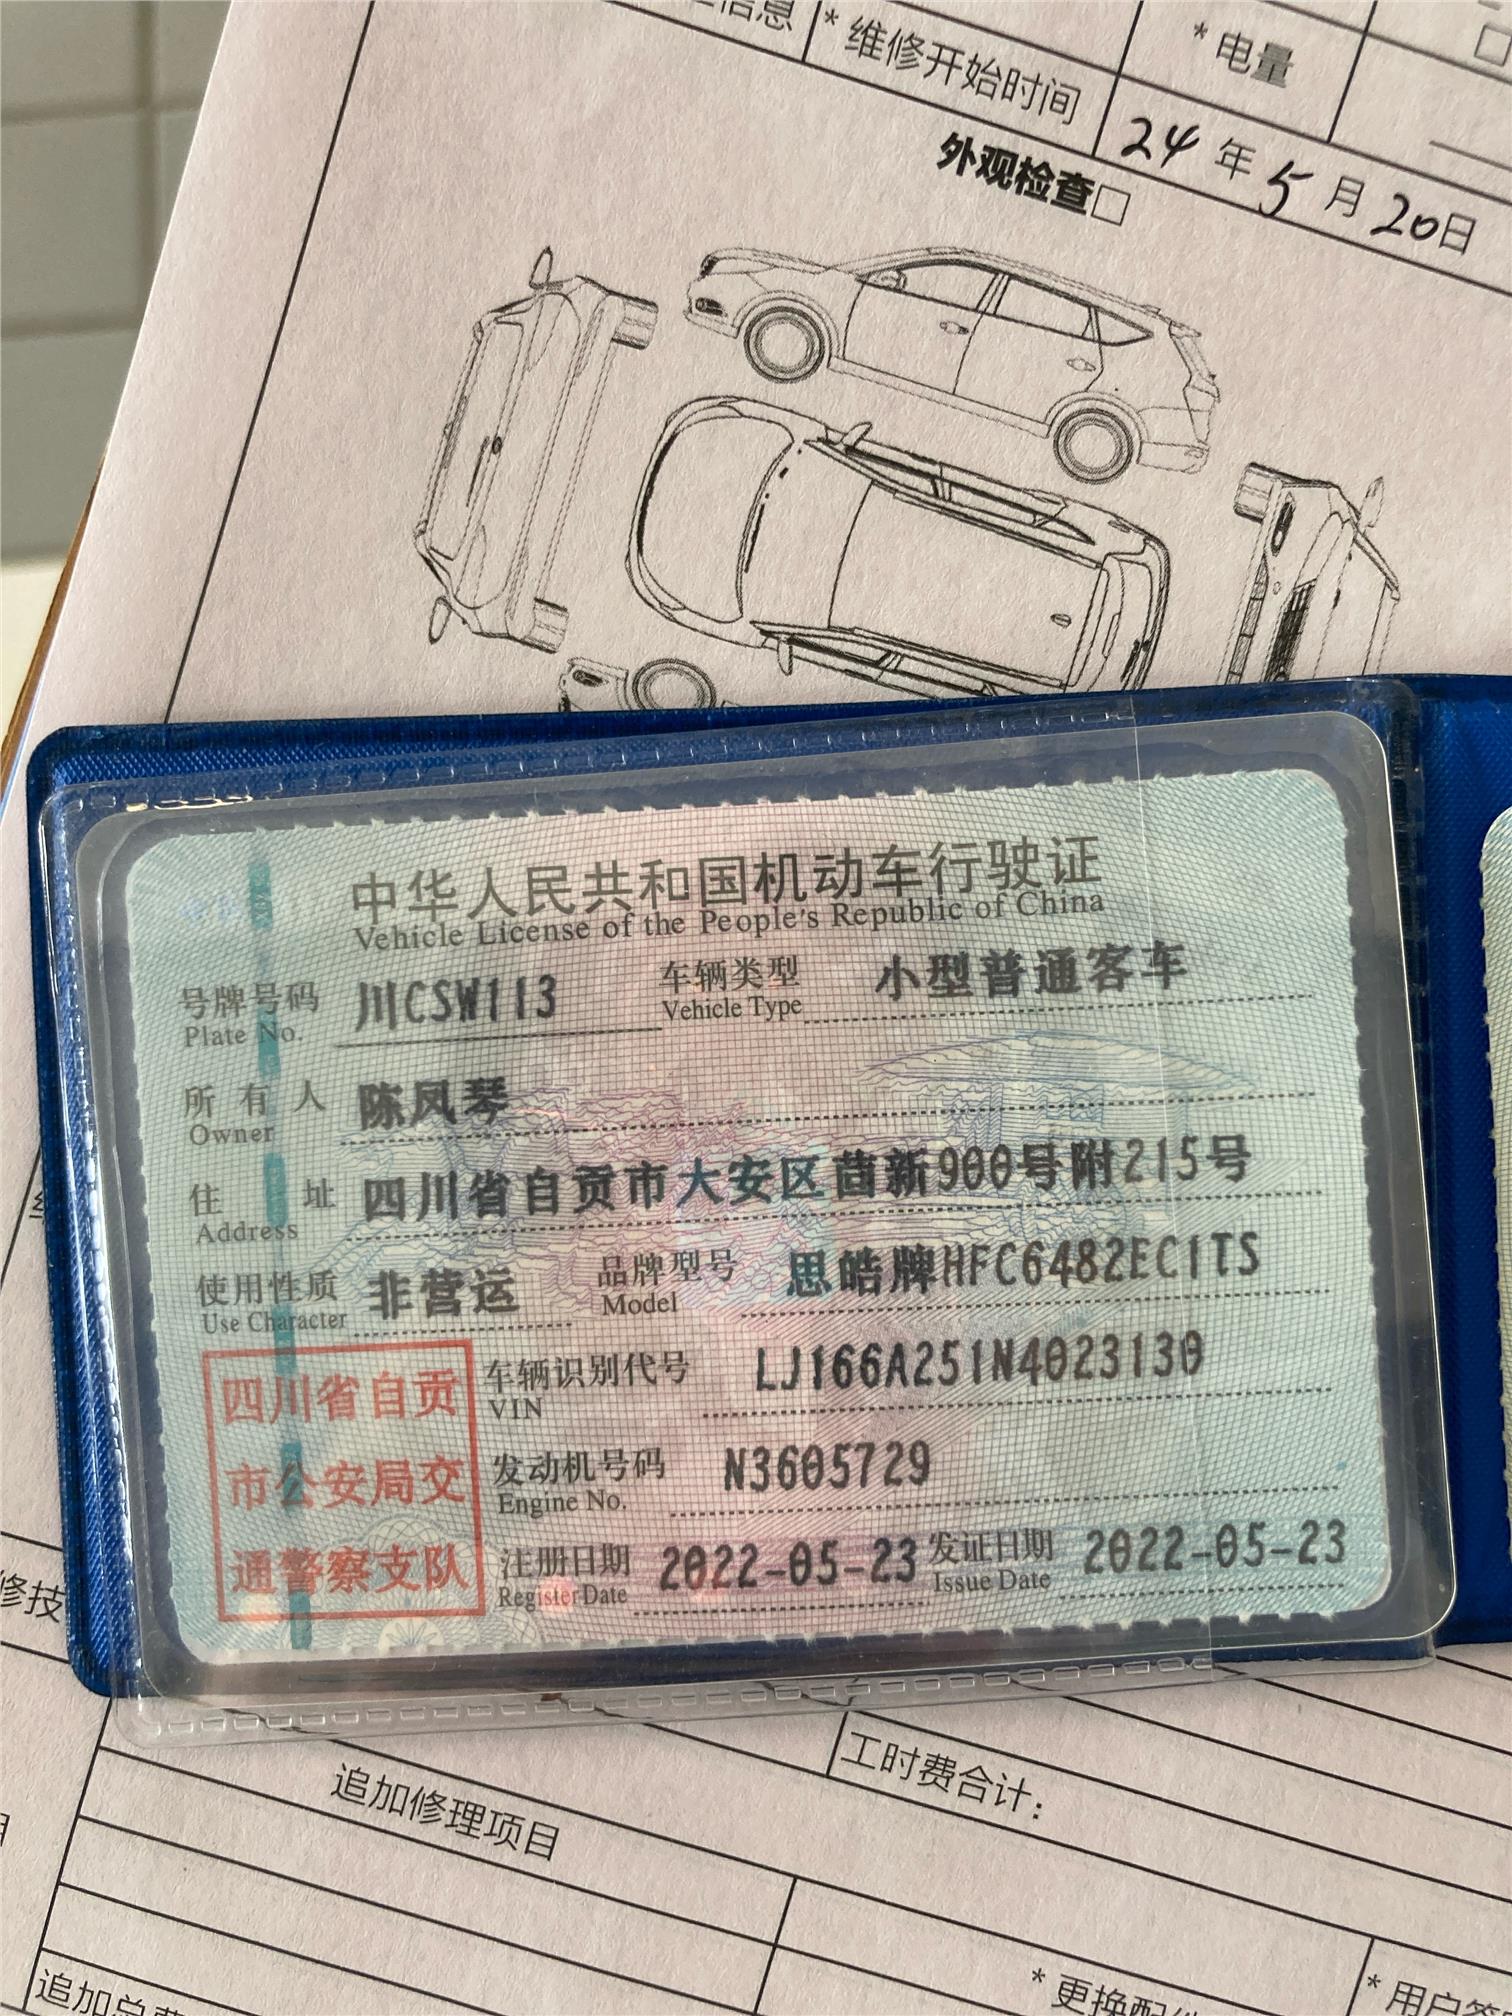 * 维修开始时间
* 电量
24年5月20日
外观检查□
中华人民共和国机动车行驶证
Vehicle License of the People's Republic of China
号牌号码 川CSW113 车辆类型 小型普通客车
Plate No. Vehicle Type
所有人 陈凤琴
Owner
住址 四川省自贡市大安区茴新900号附215号
Address
使用性质 非营运 品牌型号 思皓牌HFC6482EC1TS
Use Character Model
四川省自贡
市公安局交
通警察支队
车辆识别代号 LJ166A251N4023130
VIN
发动机号码 N3605729
Engine No.
注册日期 2022-05-23 发证日期 2022-05-23
Register Date Issue Date
修技
工时费合计：
追加修理项目
* 更换配
* 用户
追加总